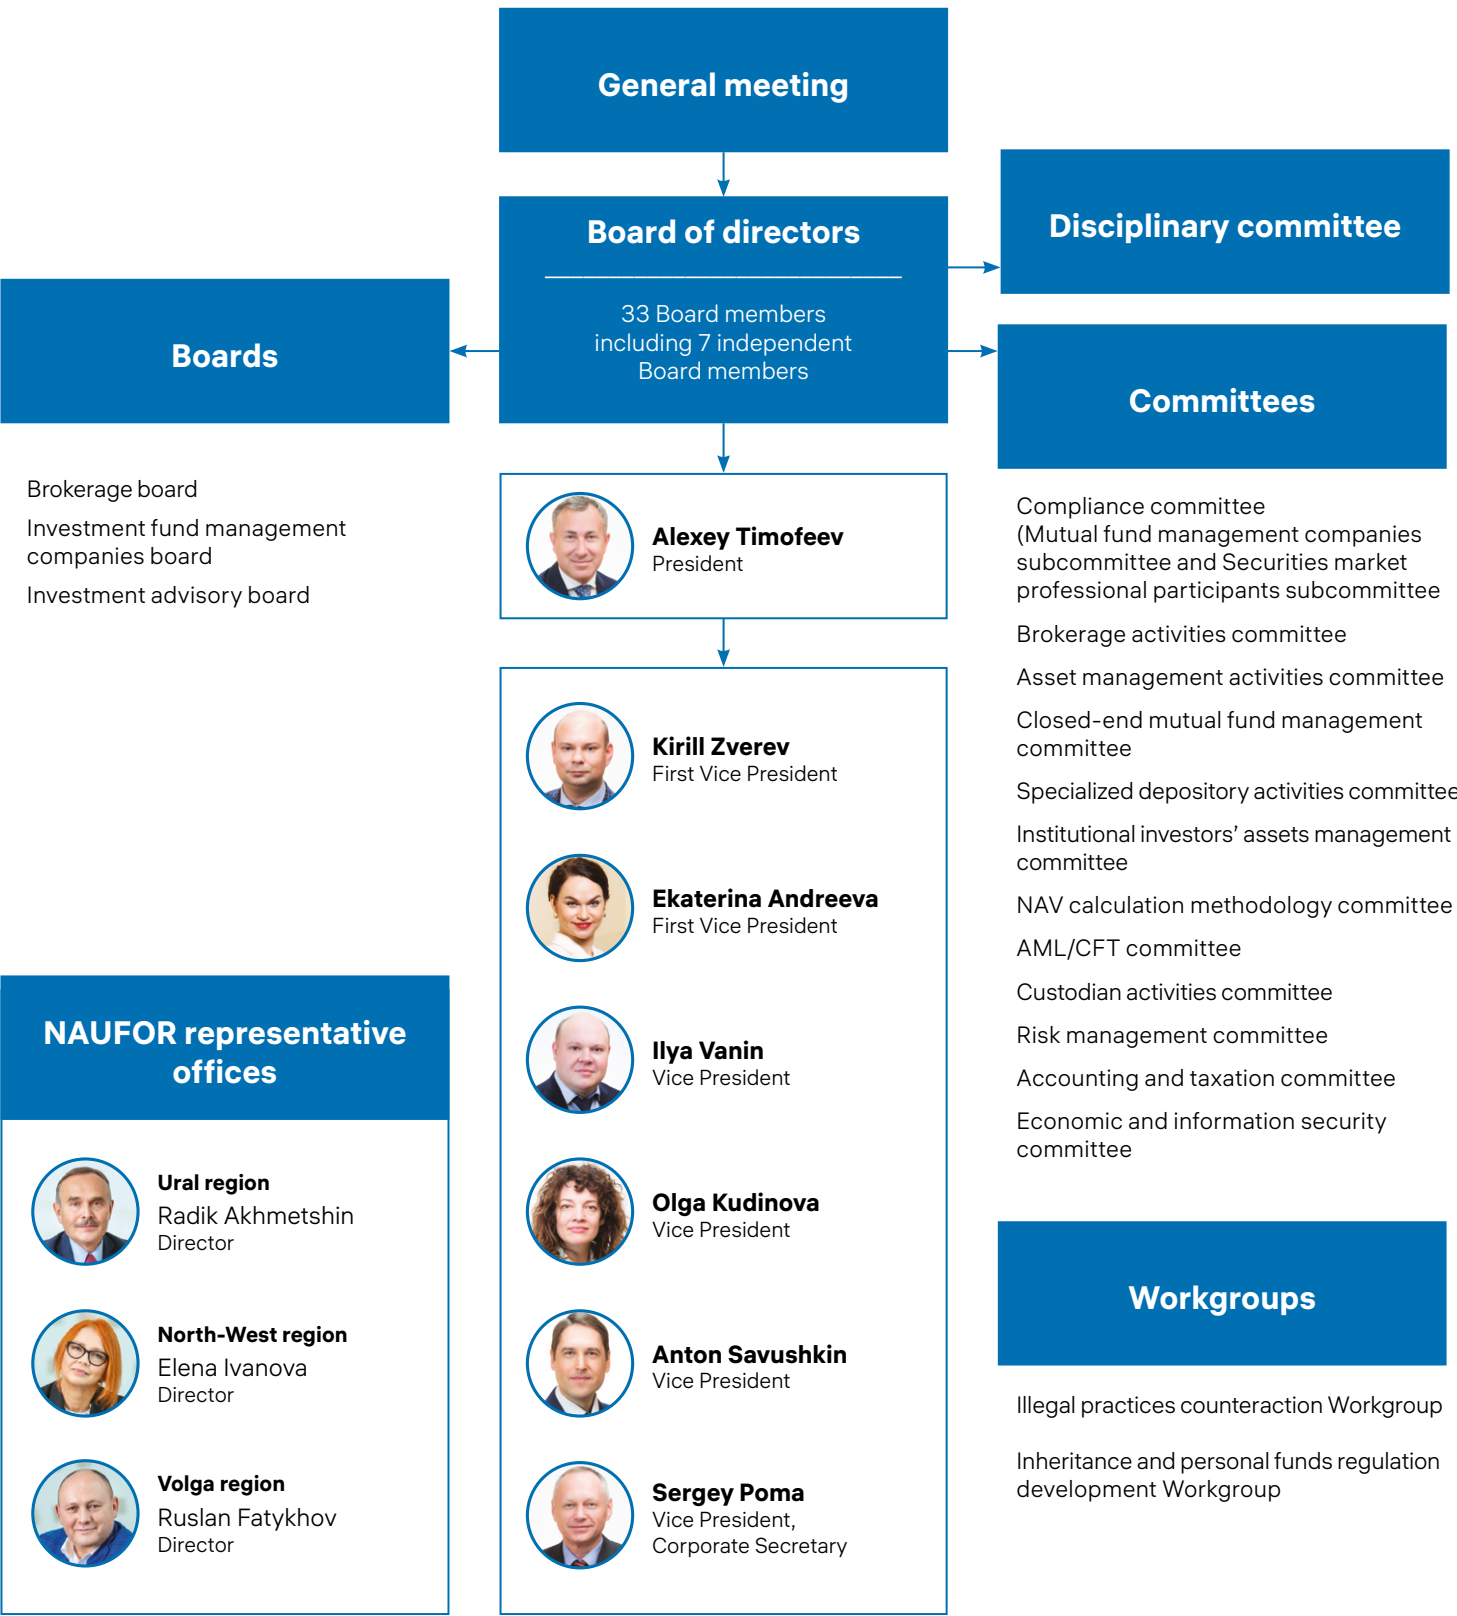 General meeting
Board of directors
33 Board members
including 7 independent
Board members
Disciplinary committee
Boards
Brokerage board
Investment fund management
companies board
Investment advisory board
Alexey Timofeev
President
Kirill Zverev
First Vice President
Ekaterina Andreeva
First Vice President
Ilya Vanin
Vice President
Olga Kudinova
Vice President
Anton Savushkin
Vice President
Sergey Poma
Vice President,
Corporate Secretary
NAUFOR representative
offices
Ural region
Radik Akhmetshin
Director
North-West region
Elena Ivanova
Director
Volga region
Ruslan Fatykhov
Director
Committees
Compliance committee
(Mutual fund management companies
subcommittee and Securities market
professional participants subcommittee
Brokerage activities committee
Asset management activities committee
Closed-end mutual fund management
committee
Specialized depository activities committee
Institutional investors’ assets management
committee
NAV calculation methodology committee
AML/CFT committee
Custodian activities committee
Risk management committee
Accounting and taxation committee
Economic and information security
committee
Workgroups
Illegal practices counteraction Workgroup
Inheritance and personal funds regulation
development Workgroup